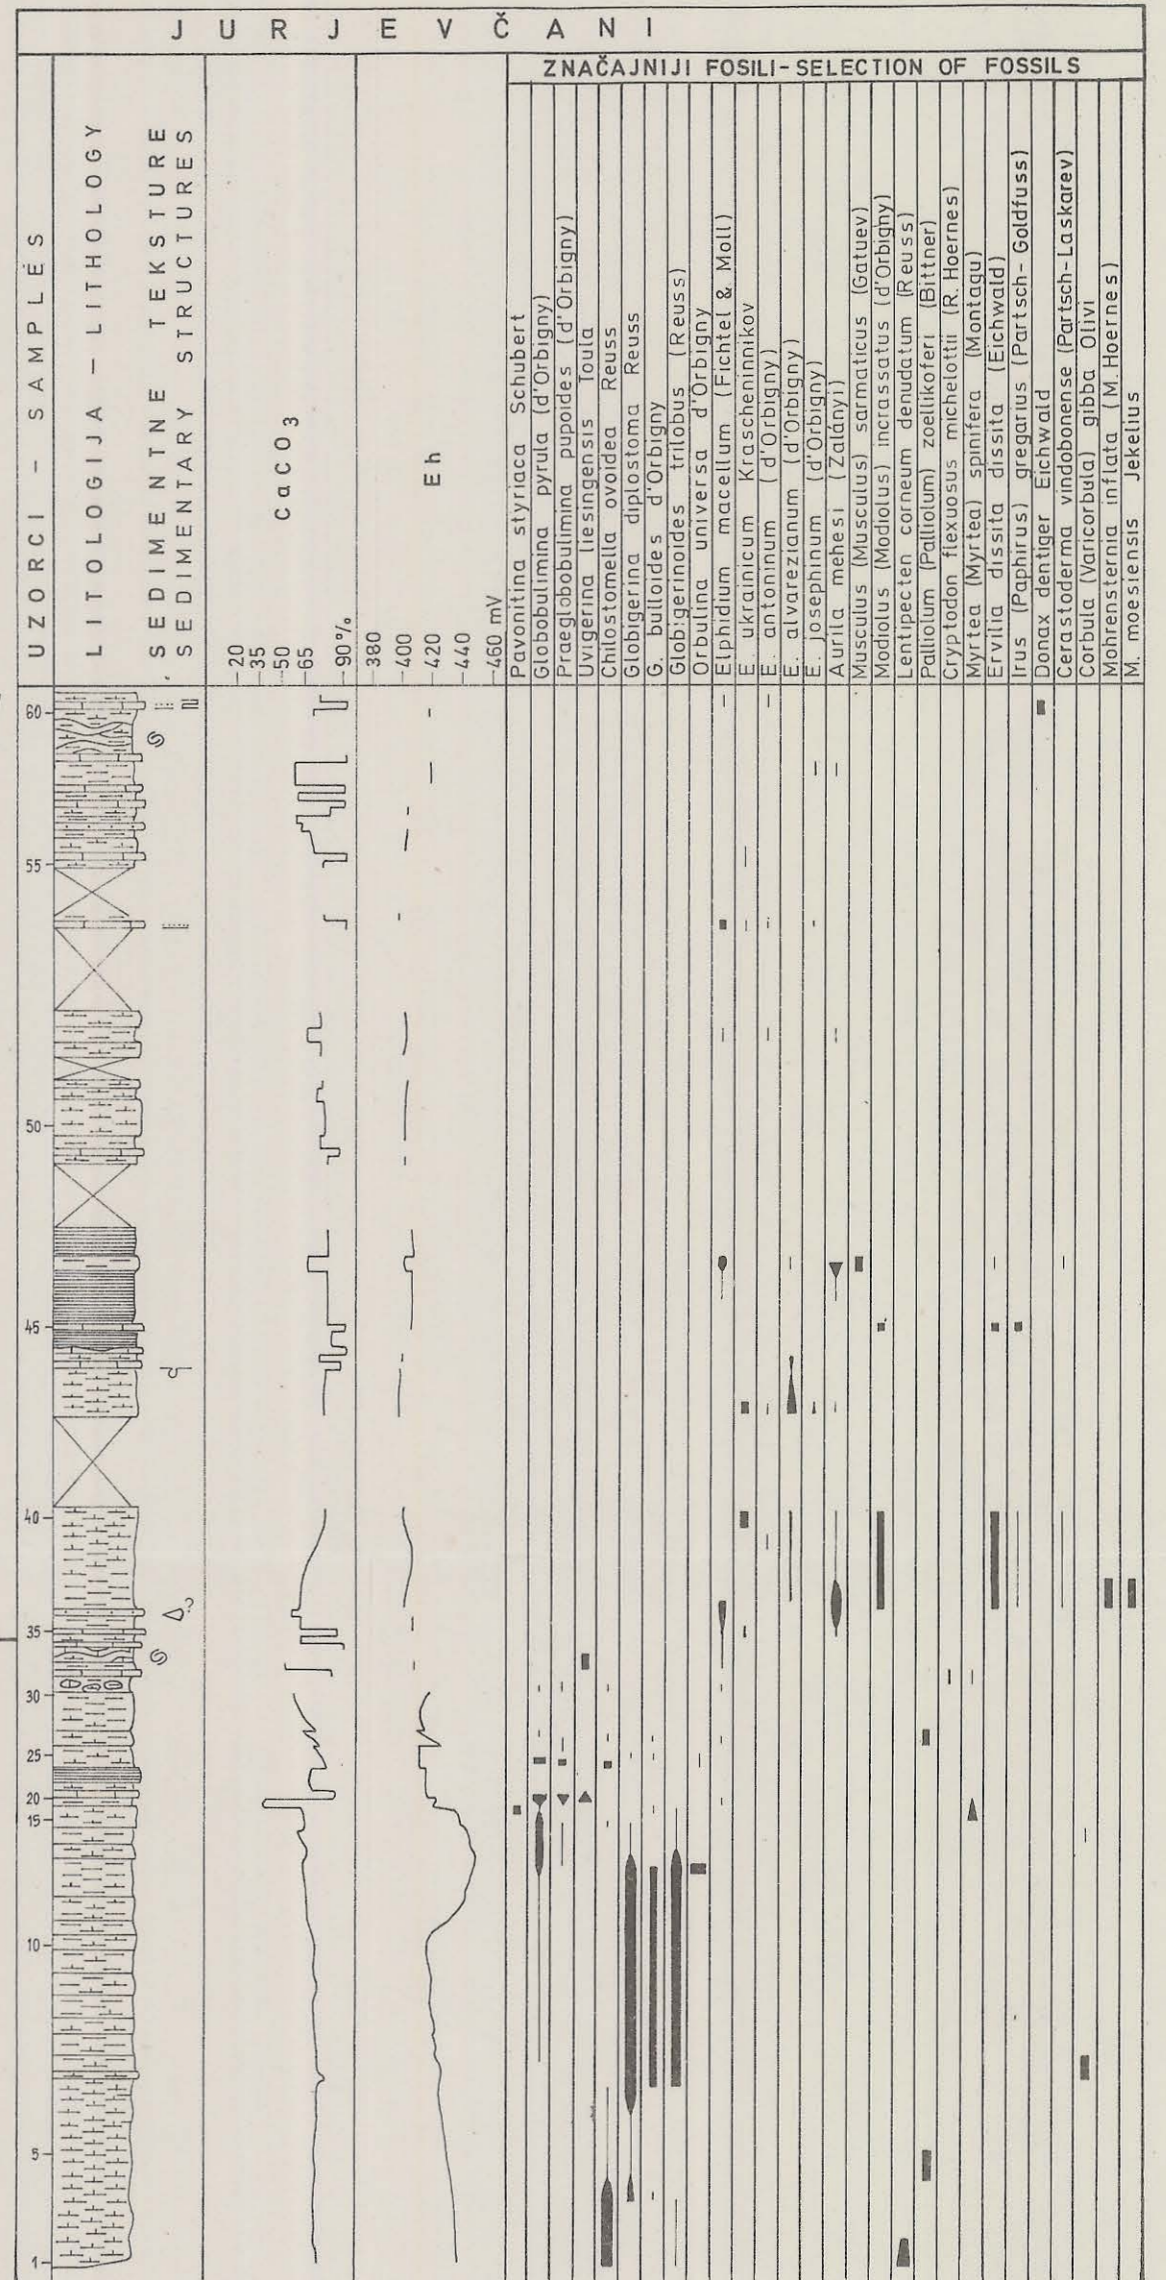 JURJEVČANI
ZNAČAJNIJI FOSILI-SELECTION OF FOSSILS
UZORCI - SAMPLES
LITOLOGIJA - LITHOLOGY
SEDIMENTNE TEKSTURE
SEDIMENTARY STRUCTURES
CaCO3
Eh
20
35
50
65
90%
380
400
420
440
460 mV
Pavonitina styriaca Schubert
Globobulimina pyrula (d'Orbigny)
Praeglobobulimina pupoides (d'Orbigny)
Uvigerina liesingensis Toula
Chilostomella ovoidea Reuss
Globigerina diplostoma Reuss
G. bulloides d'Orbigny
Globigerinoides trilobus (Reuss)
Orbulina universa d'Orbigny
Elphidium macellum (Fichtel & Moll)
E. ukrainicum Krascheninnikov
E. antoninum (d'Orbigny)
E. alvarezianum (d'Orbigny)
E. josephinum (d'Orbigny)
Aurila mehesi (Zalányi)
Musculus (Musculus) sarmaticus (Gatuev)
Modiolus (Modiolus) incrassatus (d'Orbigny)
Lentipecten corneum denudatum (Reuss)
Palliolum (Palliolum) zoellikoferi (Bittner)
Cryptodon flexuosus michelottii (R. Hoernes)
Myrtea (Myrtea) spinifera (Montagu)
Ervilia dissita dissita (Eichwald)
Irus (Paphirus) gregarius (Partsch-Goldfuss)
Donax dentiger Eichwald
Cerastoderma vindobonense (Partsch-Laskarev)
Corbula (Varicorbula) gibba Olivi
Mohrensternia inflata (M. Hoernes)
M. moesiensis Jekelius
60
55
50
45
40
35
30
25
20
15
10
5
1
?